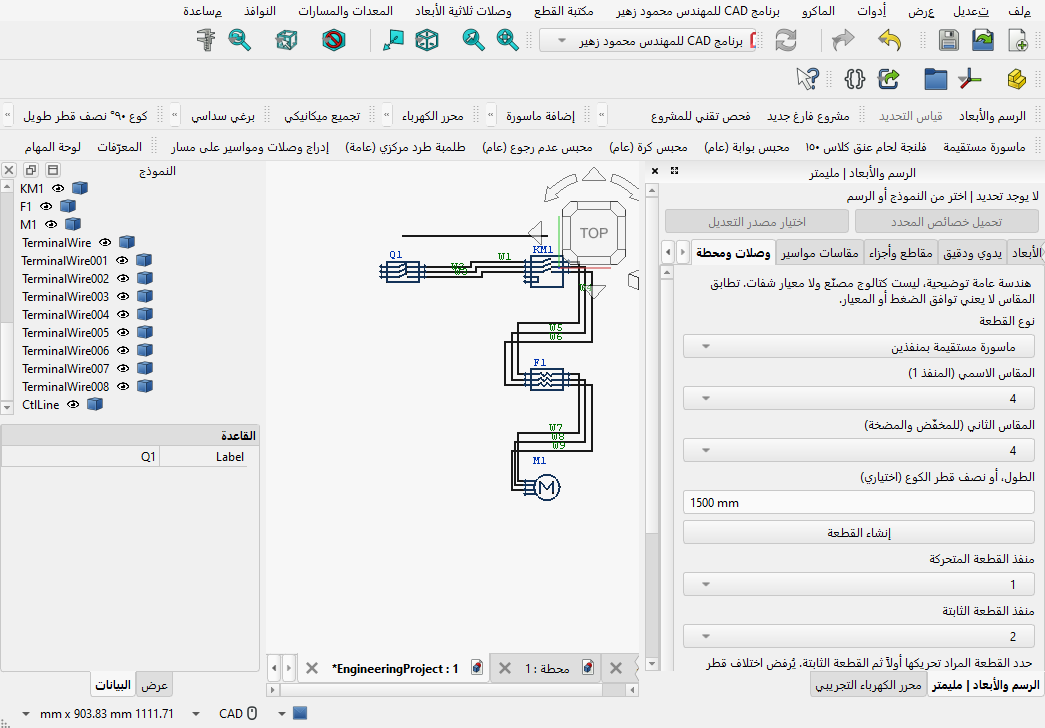 ملف تعديل عرض أدوات الماكرو برنامج CAD للمهندس محمود زهير مكتبة القطع وصلات ثلاثية الأبعاد المعدات والمسارات النوافذ مساعدة
برنامج CAD للمهندس محمود زهير
الرسم والأبعاد قياس التحديد مشروع فارغ جديد فحص تقني للمشروع إضافة ماسورة محرر الكهرباء تجميع ميكانيكي برغي سداسي كوع ٩٠° نصف قطر طويل
ماسورة مستقيمة فلنجة لحام عنق كلاس ١٥٠ محبس بوابة (عام) محبس كرة (عام) محبس عدم رجوع (عام) طلمبة طرد مركزي (عامة) إدراج وصلات ومواسير على مسار المعرّفات لوحة المهام
الرسم والأبعاد | مليمتر
لا يوجد تحديد | اختر من النموذج أو الرسم
تحميل خصائص المحدد
اختيار مصدر التعديل
الأبعاد يدوي ودقيق مقاطع وأجزاء مقاسات مواسير وصلات ومحطة
هندسة عامة توضيحية، ليست كتالوج مصنّع ولا معيار شفات. تطابق
المقاس لا يعني توافق الضغط أو المعيار.
نوع القطعة
ماسورة مستقيمة بمنفذين
المقاس الاسمي (المنفذ 1)
4
المقاس الثاني (للمخفّض والمضخة)
4
الطول، أو نصف قطر الكوع (اختياري)
1500 mm
إنشاء القطعة
منفذ القطعة المتحركة
1
منفذ القطعة الثابتة
2
حدد القطعة المراد تحريكها أولاً ثم القطعة الثابتة. يُرفض اختلاف قطر
الرسم والأبعاد | مليمتر
محرر الكهرباء التجريبي
TOP
Q1
KM1
W1
W5
W6
F1
W7
W8
W9
M1
M
محطة : 1
*EngineeringProject : 1
النموذج
KM1
F1
M1
TerminalWire
TerminalWire001
TerminalWire002
TerminalWire003
TerminalWire004
TerminalWire005
TerminalWire006
TerminalWire007
TerminalWire008
CtlLine
القاعدة
Label Q1
عرض
البيانات
CAD
1111.71 mm x 903.83 mm